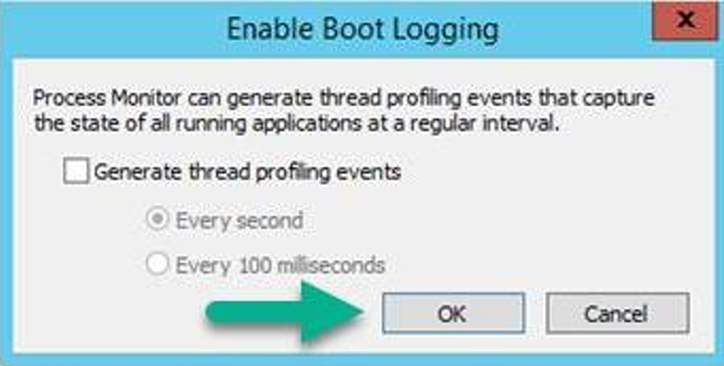 Enable Boot Logging
X
Process Monitor can generate thread profiling events that capture
the state of all running applications at a regular interval.
Generate thread profiling events
Every second
Every 100 milliseconds
OK
Cancel